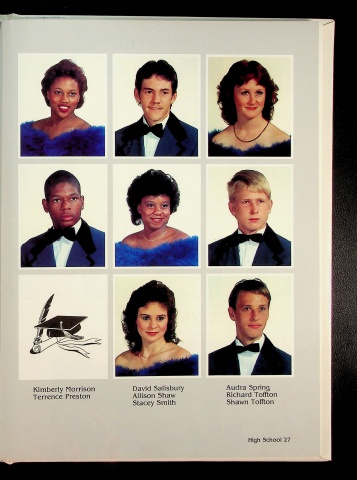 Kimberly Morrison
Terrence Preston
David Salisbury
Allison Shaw
Stacey Smith
Audra Spring
Richard Toffton
Shawn Toffton
High School 27